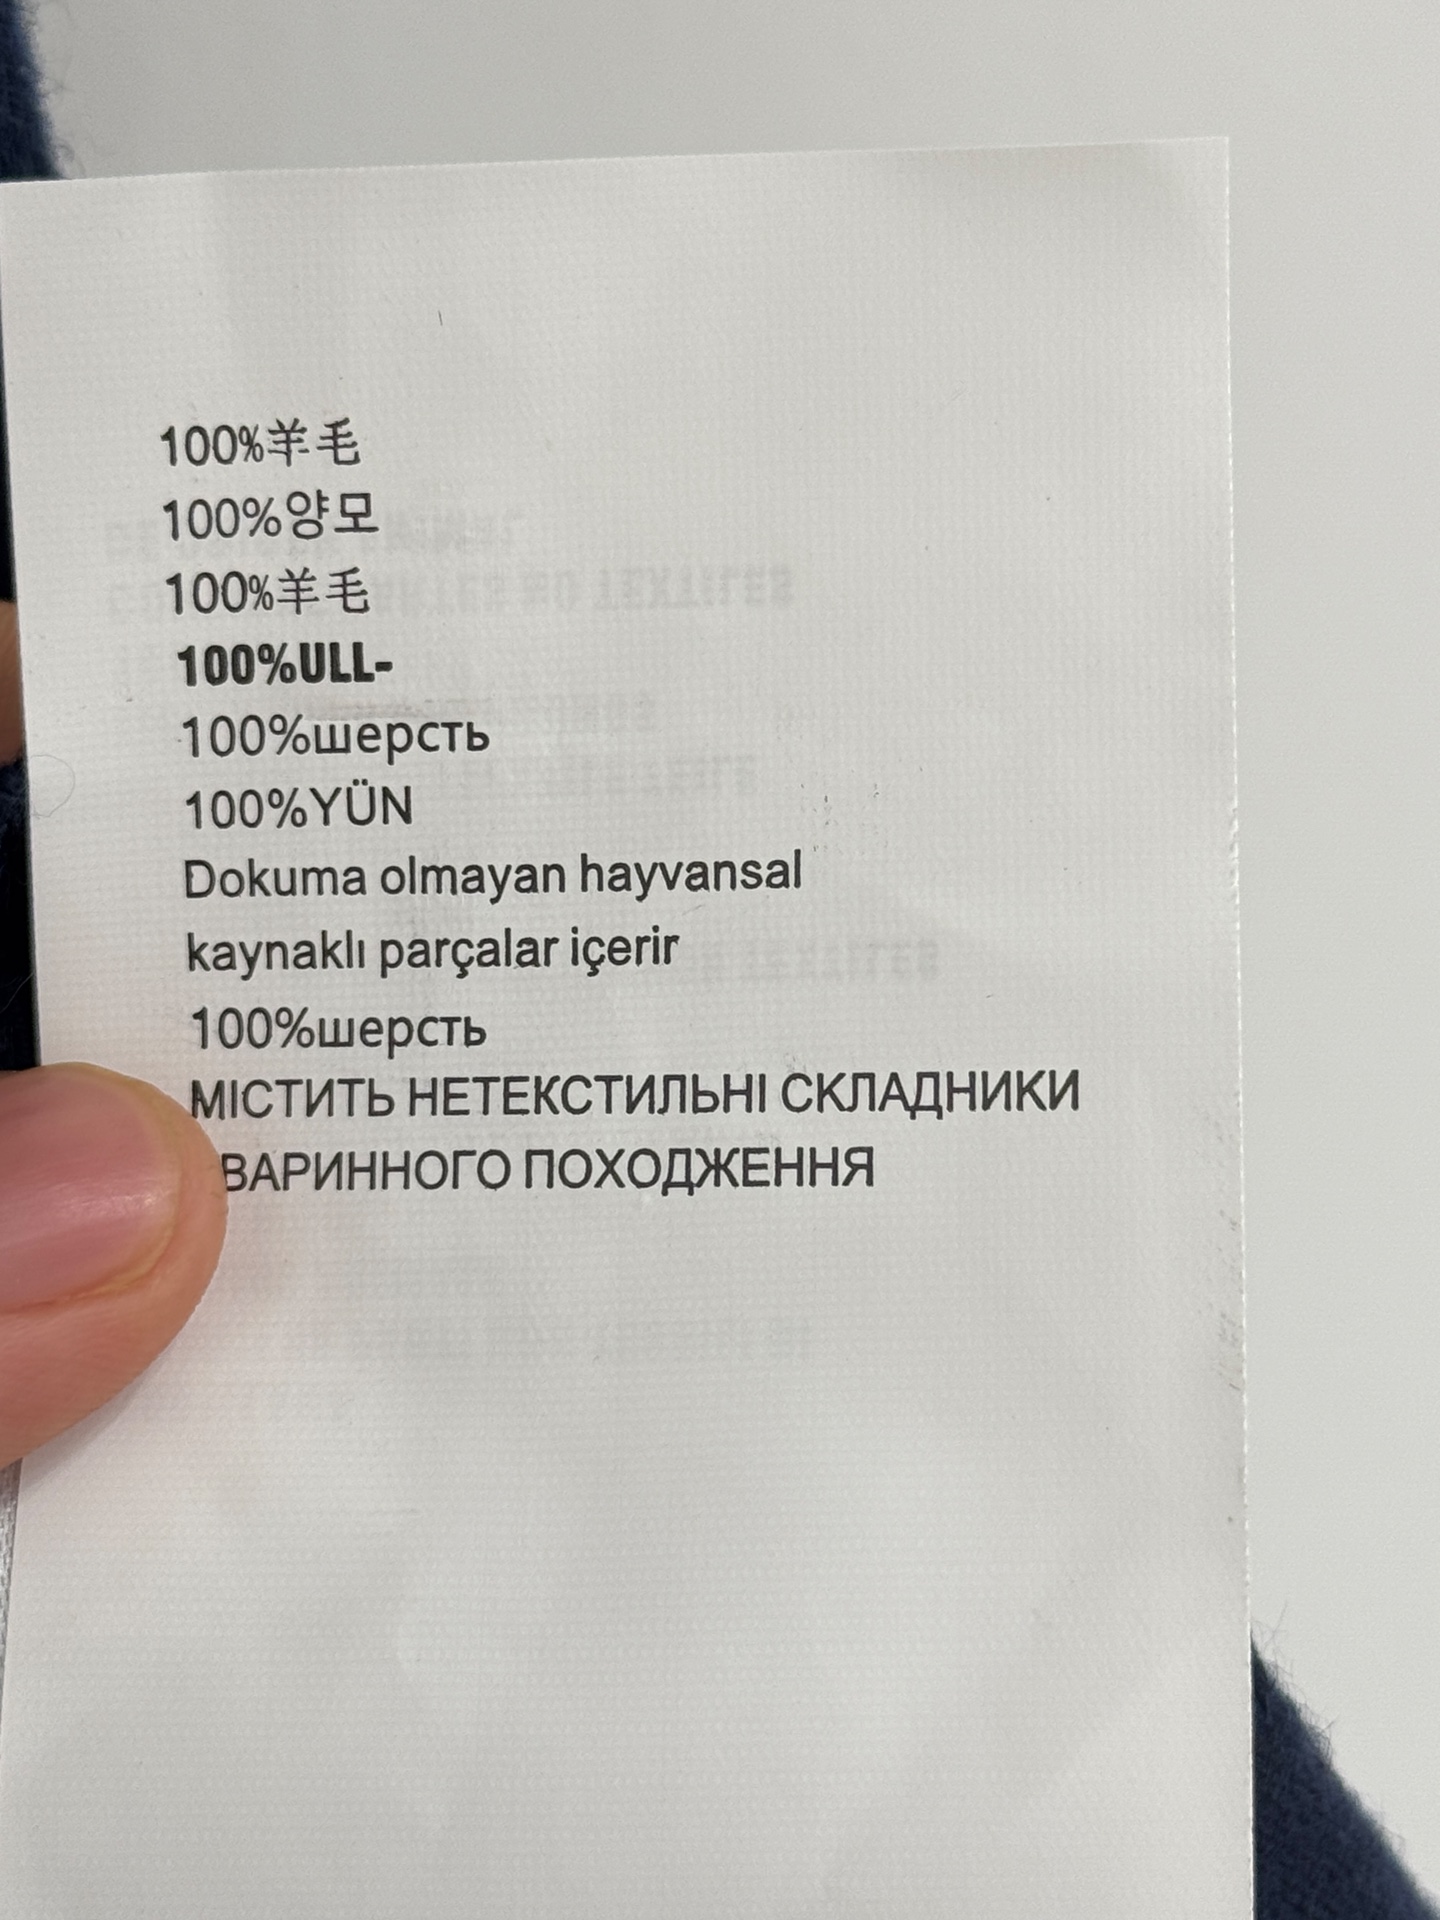 100%羊毛
100%양모
100%羊毛
100%ULL-
100%шерсть
100%YÜN
Dokuma olmayan hayvansal
kaynaklı parçalar içerir
100%шерсть
МІСТИТЬ НЕТЕКСТИЛЬНІ СКЛАДНИКИ
ВАРИННОГО ПОХОДЖЕННЯ